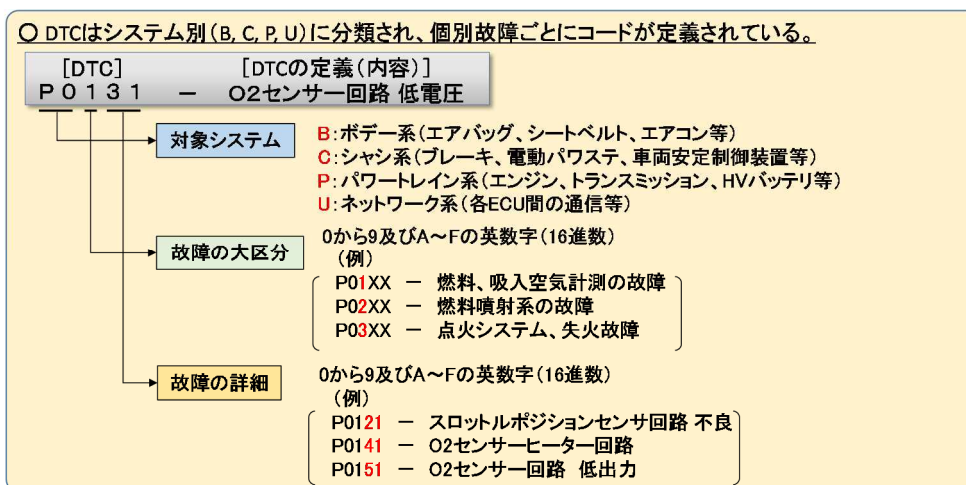 〇 DTCはシステム別(B, C, P, U)に分類され、個別故障ごとにコードが定義されている。
[DTC] [DTCの定義(内容)]
P0131 － O2センサー回路 低電圧
対象システム
B:ボデー系(エアバッグ、シートベルト、エアコン等)
C:シャシ系(ブレーキ、電動パワステ、車両安定制御装置等)
P:パワートレイン系(エンジン、トランスミッション、HVバッテリ等)
U:ネットワーク系(各ECU間の通信等)
故障の大区分
0から9及びA～Fの英数字(16進数)
(例)
P01XX － 燃料、吸入空気計測の故障
P02XX － 燃料噴射系の故障
P03XX － 点火システム、失火故障
故障の詳細
0から9及びA～Fの英数字(16進数)
(例)
P0121 － スロットルポジションセンサ回路 不良
P0141 － O2センサーヒーター回路
P0151 － O2センサー回路 低出力